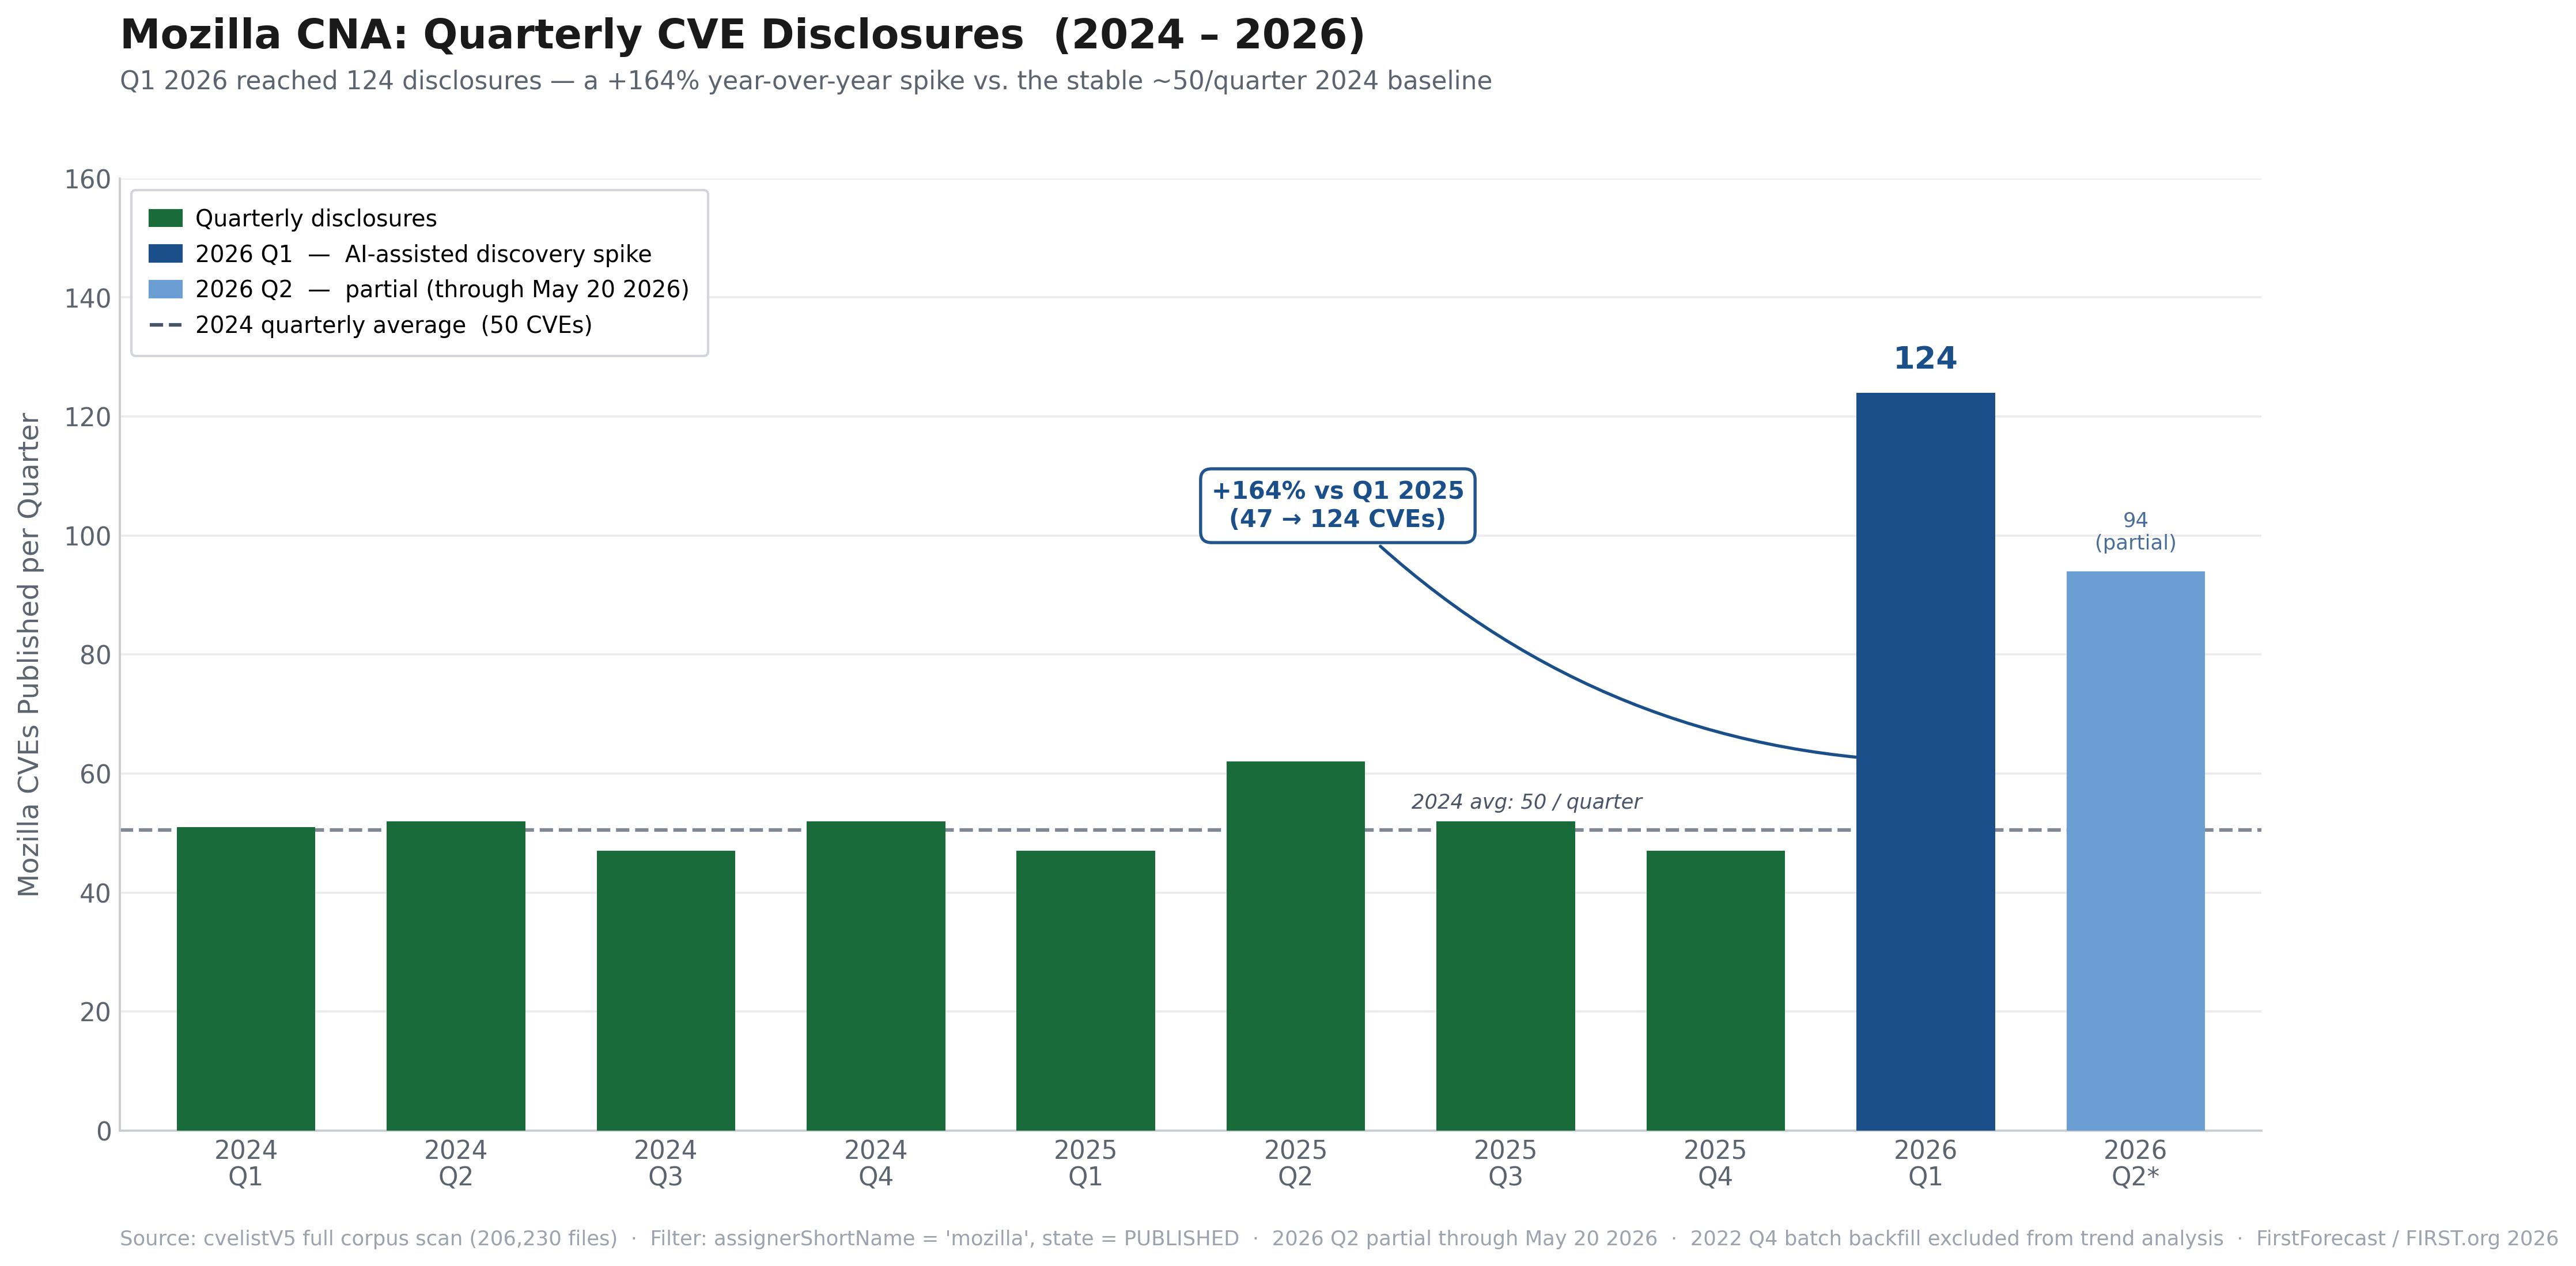 Mozilla CNA: Quarterly CVE Disclosures  (2024 – 2026)
Q1 2026 reached 124 disclosures — a +164% year-over-year spike vs. the stable ~50/quarter 2024 baseline
Mozilla CVEs Published per Quarter
160
140
120
100
80
60
40
20
0
Quarterly disclosures
2026 Q1  —  AI-assisted discovery spike
2026 Q2  —  partial (through May 20 2026)
2024 quarterly average  (50 CVEs)
124
+164% vs Q1 2025
(47 → 124 CVEs)
94
(partial)
2024 avg: 50 / quarter
2024
Q1
2024
Q2
2024
Q3
2024
Q4
2025
Q1
2025
Q2
2025
Q3
2025
Q4
2026
Q1
2026
Q2*
Source: cvelistV5 full corpus scan (206,230 files)  ·  Filter: assignerShortName = 'mozilla', state = PUBLISHED  ·  2026 Q2 partial through May 20 2026  ·  2022 Q4 batch backfill excluded from trend analysis  ·  FirstForecast / FIRST.org 2026